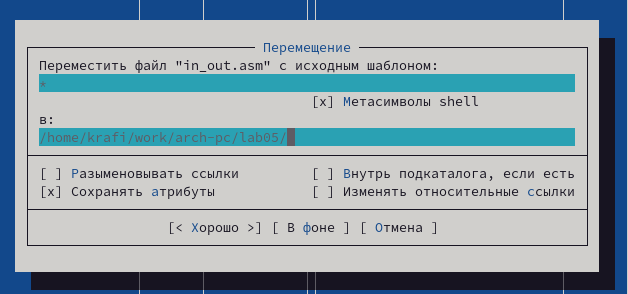 Перемещение
Переместить файл "in_out.asm" с исходным шаблоном:
*
[x] Метасимволы shell
в:
/home/krafi/work/arch-pc/lab05/
[ ] Разыменовывать ссылки [ ] Внутрь подкаталога, если есть
[x] Сохранять атрибуты [ ] Изменять относительные ссылки
[< Хорошо >] [ В фоне ] [ Отмена ]